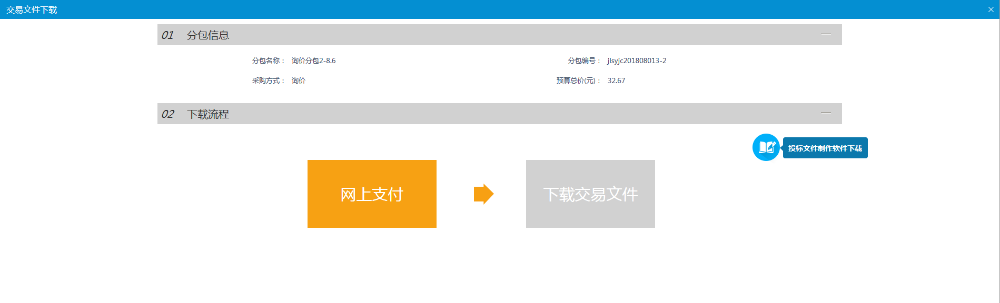 交易文件下载
01 分包信息
分包名称： 询价分包2-8.6 分包编号： jlsyjc201808013-2
采购方式： 询价 预算总价(元)： 32.67
02 下载流程
投标文件制作软件下载
网上支付 下载交易文件